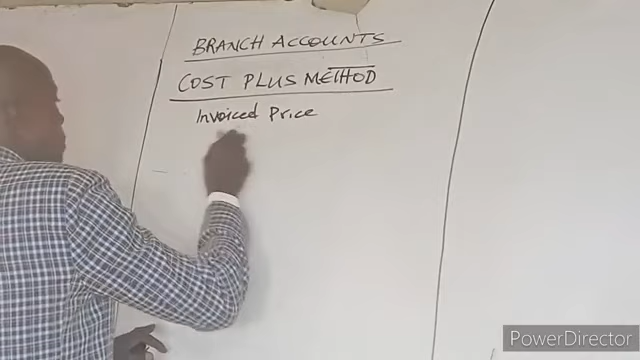 BRANCH ACCOUNTS
COST PLUS METHOD
Invoiced Price
PowerDirector